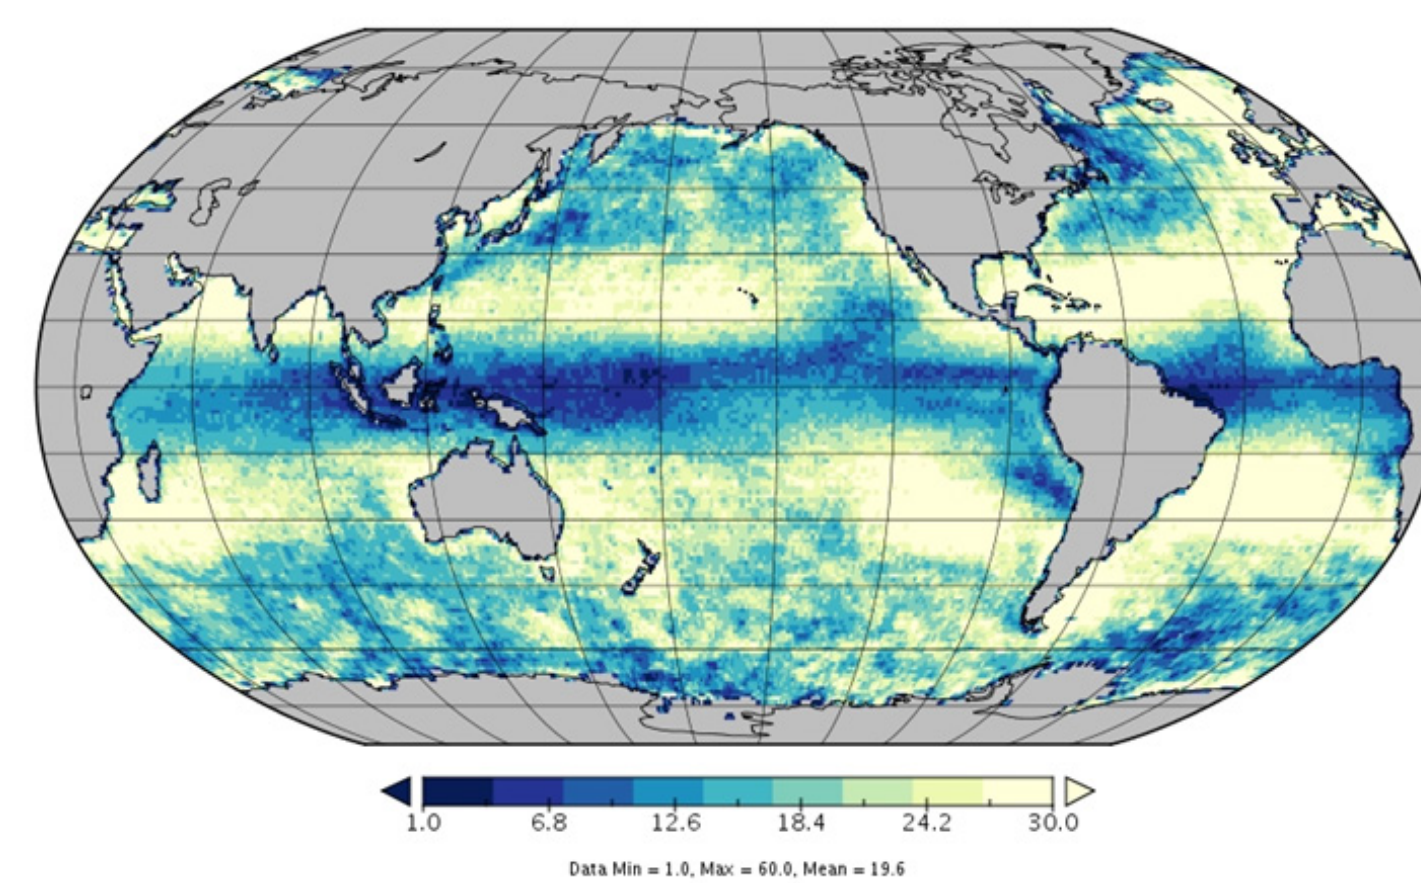 1.0 6.8 12.6 18.4 24.2 30.0
Data Min = 1.0, Max = 60.0, Mean = 19.6